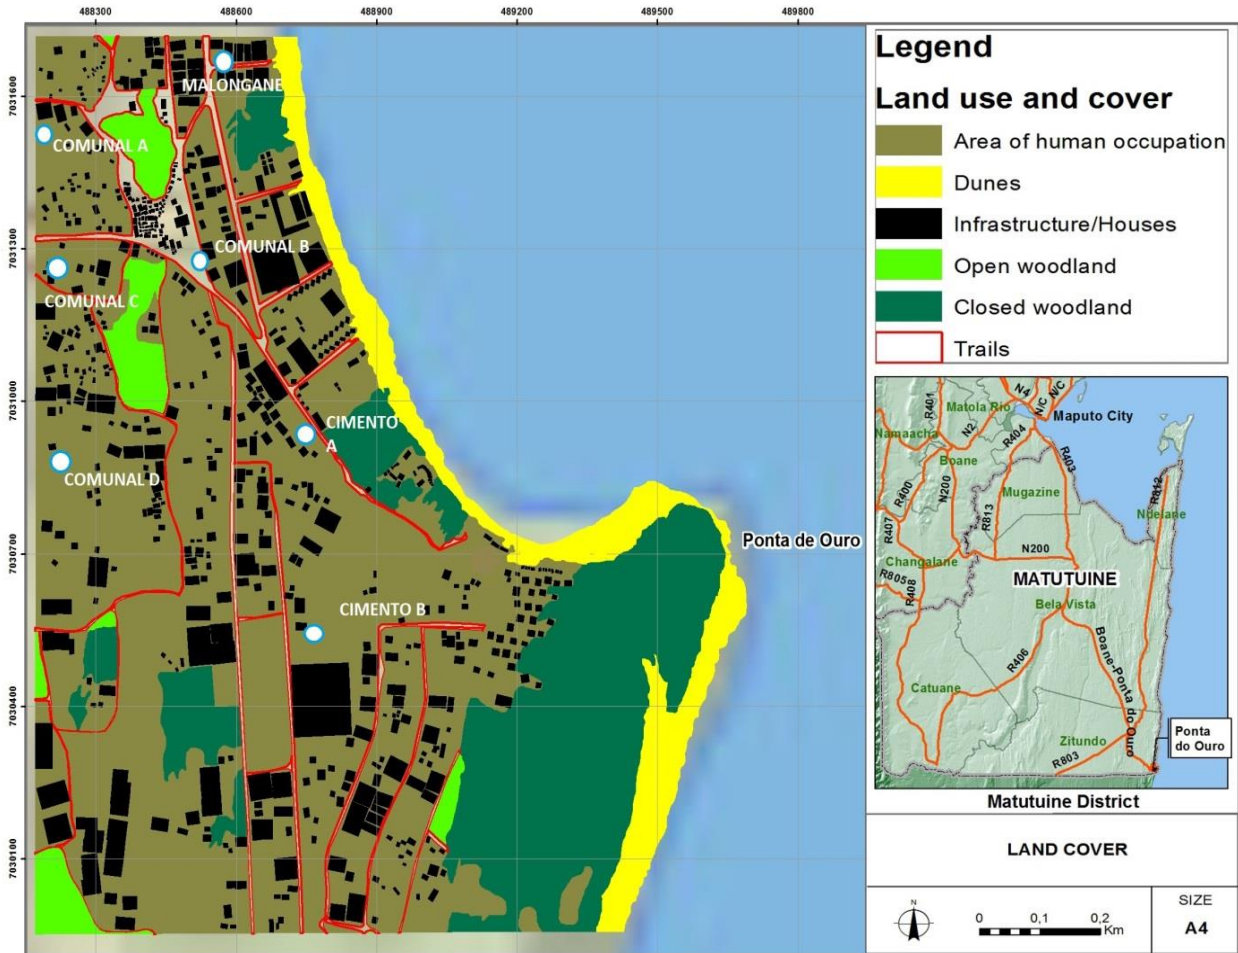 488300
488600
488900
489200
489500
489800
7031600
7031300
7031000
7030700
7030400
7030100
MALONGANE
COMUNAL A
COMUNAL B
COMUNAL C
CIMENTO
A
COMUNAL D
CIMENTO B
Ponta de Ouro
Legend
Land use and cover
Area of human occupation
Dunes
Infrastructure/Houses
Open woodland
Closed woodland
Trails
N4
N/C
N/C
R401
Matola Rio
Maputo City
N2
R404
Namaacha
Boane
R403
R400
N200
Mugazine
R812
R813
Ndelane
R407
Changalane
N200
R805
R408
MATUTUINE
Bela Vista
R406
Boane-Ponta do Ouro
Catuane
Zitundo
R803
Ponta
do Ouro
Matutuine District
LAND COVER
N
0
0,1
0,2
Km
SIZE
A4